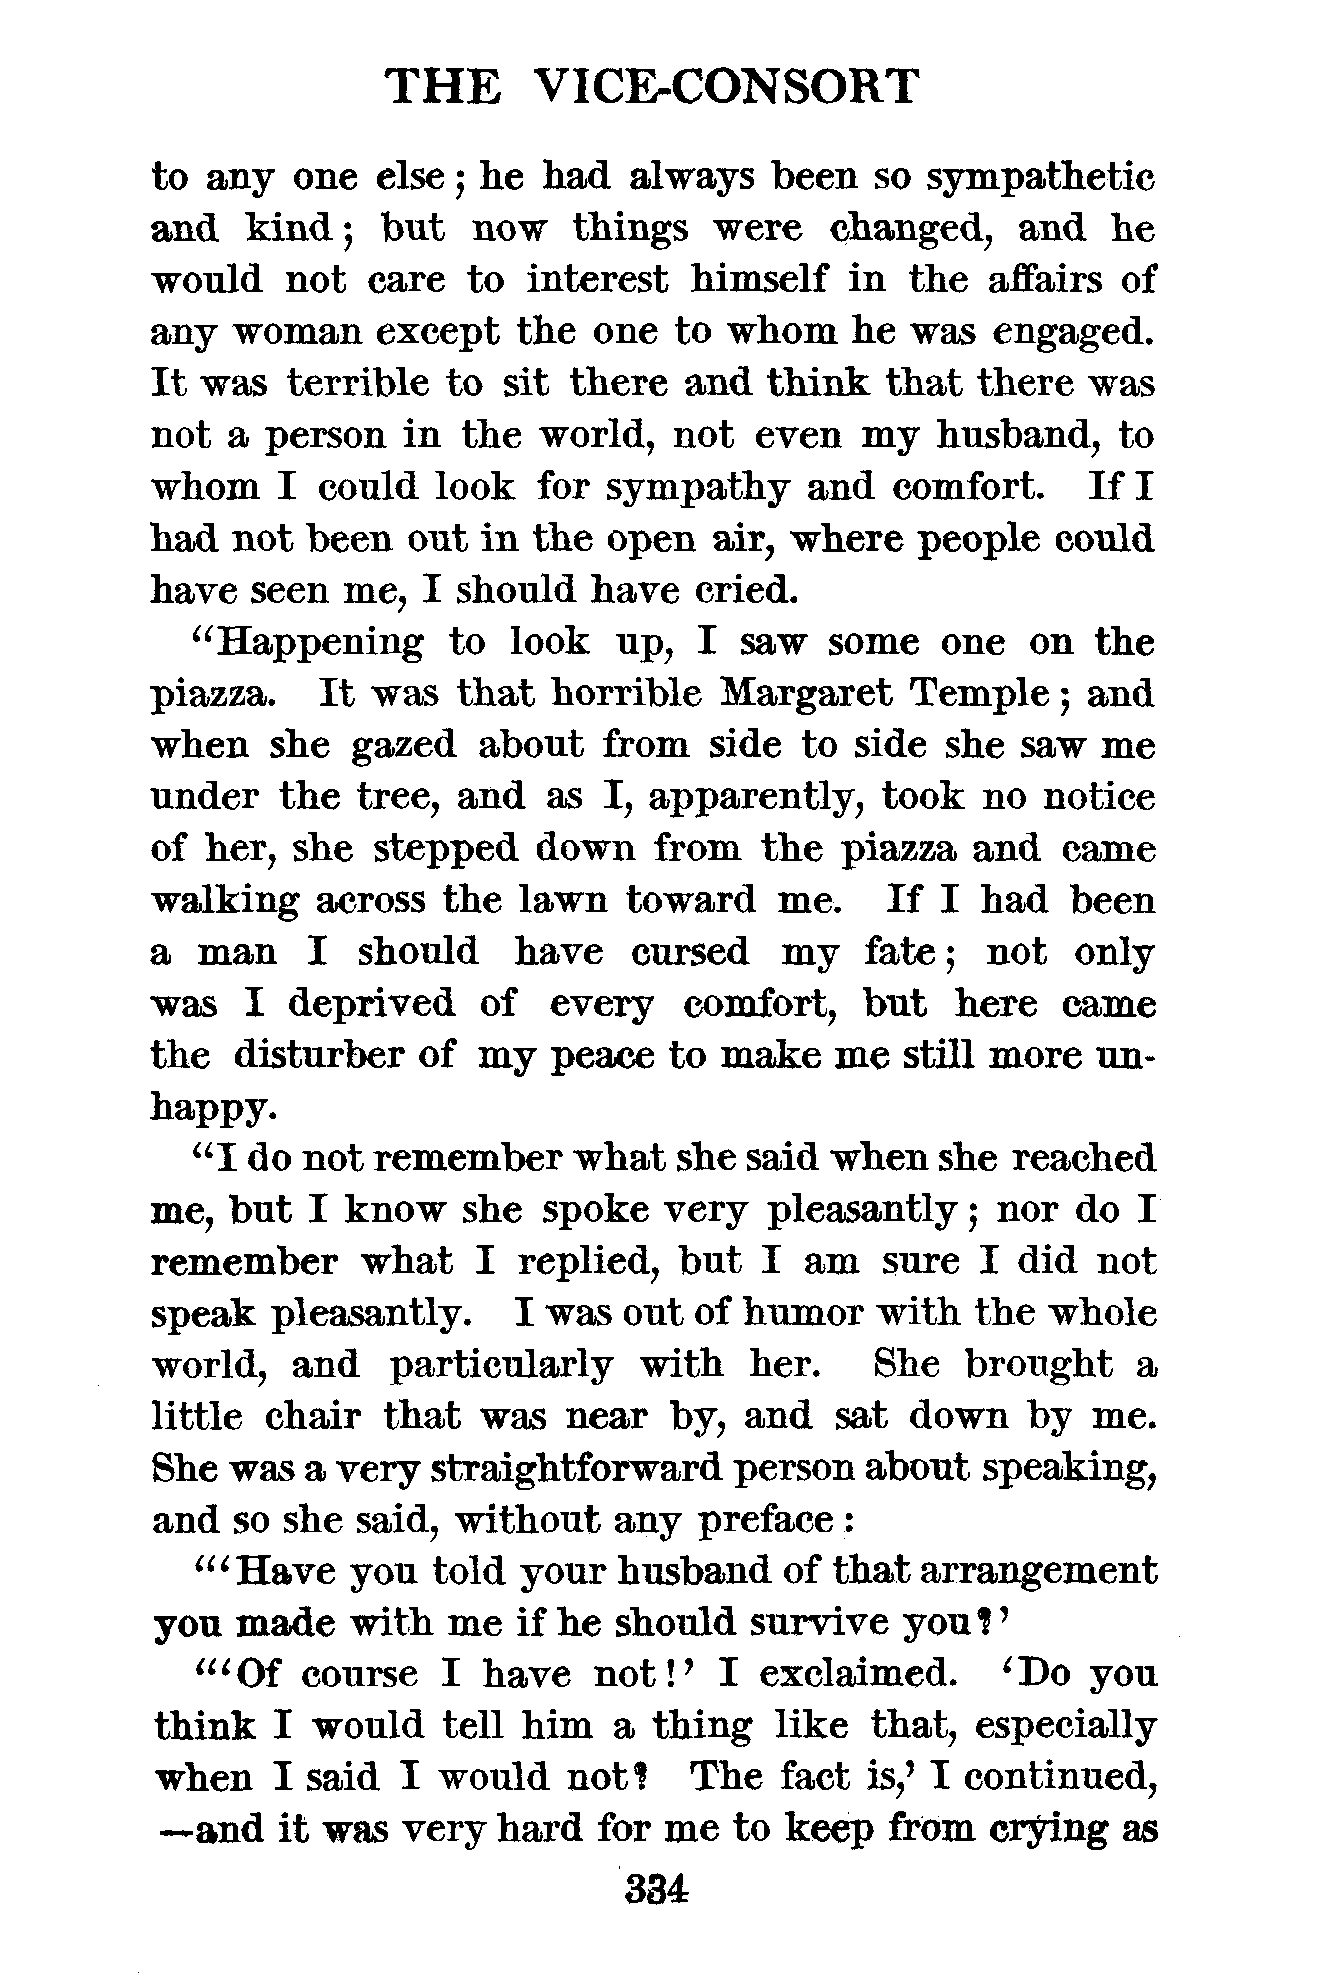 THE VICE-CONSORT
to any one else; he had always been so sympathetic
and kind; but now things were changed, and he
would not care to interest himself in the affairs of
any woman except the one to whom he was engaged.
It was terrible to sit there and think that there was
not a person in the world, not even my husband, to
whom I could look for sympathy and comfort. If I
had not been out in the open air, where people could
have seen me, I should have cried.
"Happening to look up, I saw some one on the
piazza. It was that horrible Margaret Temple; and
when she gazed about from side to side she saw me
under the tree, and as I, apparently, took no notice
of her, she stepped down from the piazza and came
walking across the lawn toward me. If I had been
a man I should have cursed my fate; not only
was I deprived of every comfort, but here came
the disturber of my peace to make me still more un-
happy.
"I do not remember what she said when she reached
me, but I know she spoke very pleasantly; nor do I
remember what I replied, but I am sure I did not
speak pleasantly. I was out of humor with the whole
world, and particularly with her. She brought a
little chair that was near by, and sat down by me.
She was a very straightforward person about speaking,
and so she said, without any preface:
"'Have you told your husband of that arrangement
you made with me if he should survive you?'
"'Of course I have not!' I exclaimed. 'Do you
think I would tell him a thing like that, especially
when I said I would not? The fact is,' I continued,
—and it was very hard for me to keep from crying as
334